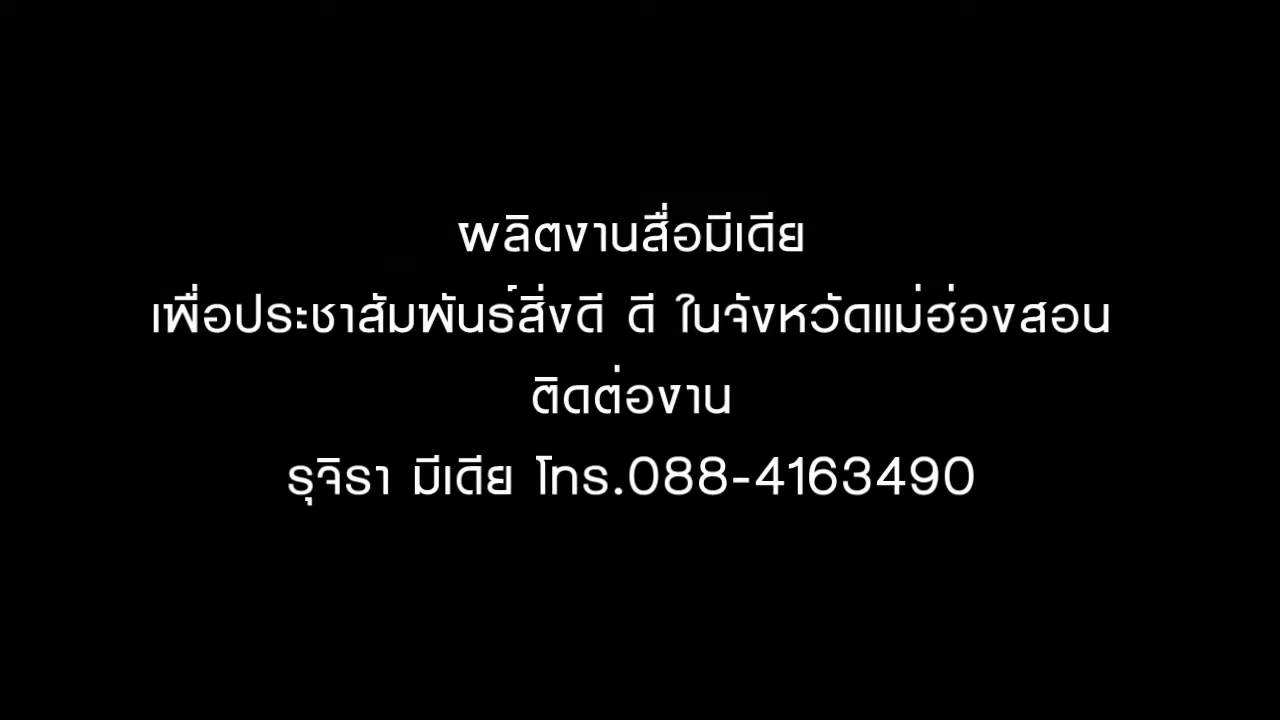 ผลิตงานสื่อมีเดีย
เพื่อประชาสัมพันธ์สิ่งดี ดี ในจังหวัดแม่ฮ่องสอน
ติดต่องาน
รุจิรา มีเดีย โทร.088-4163490